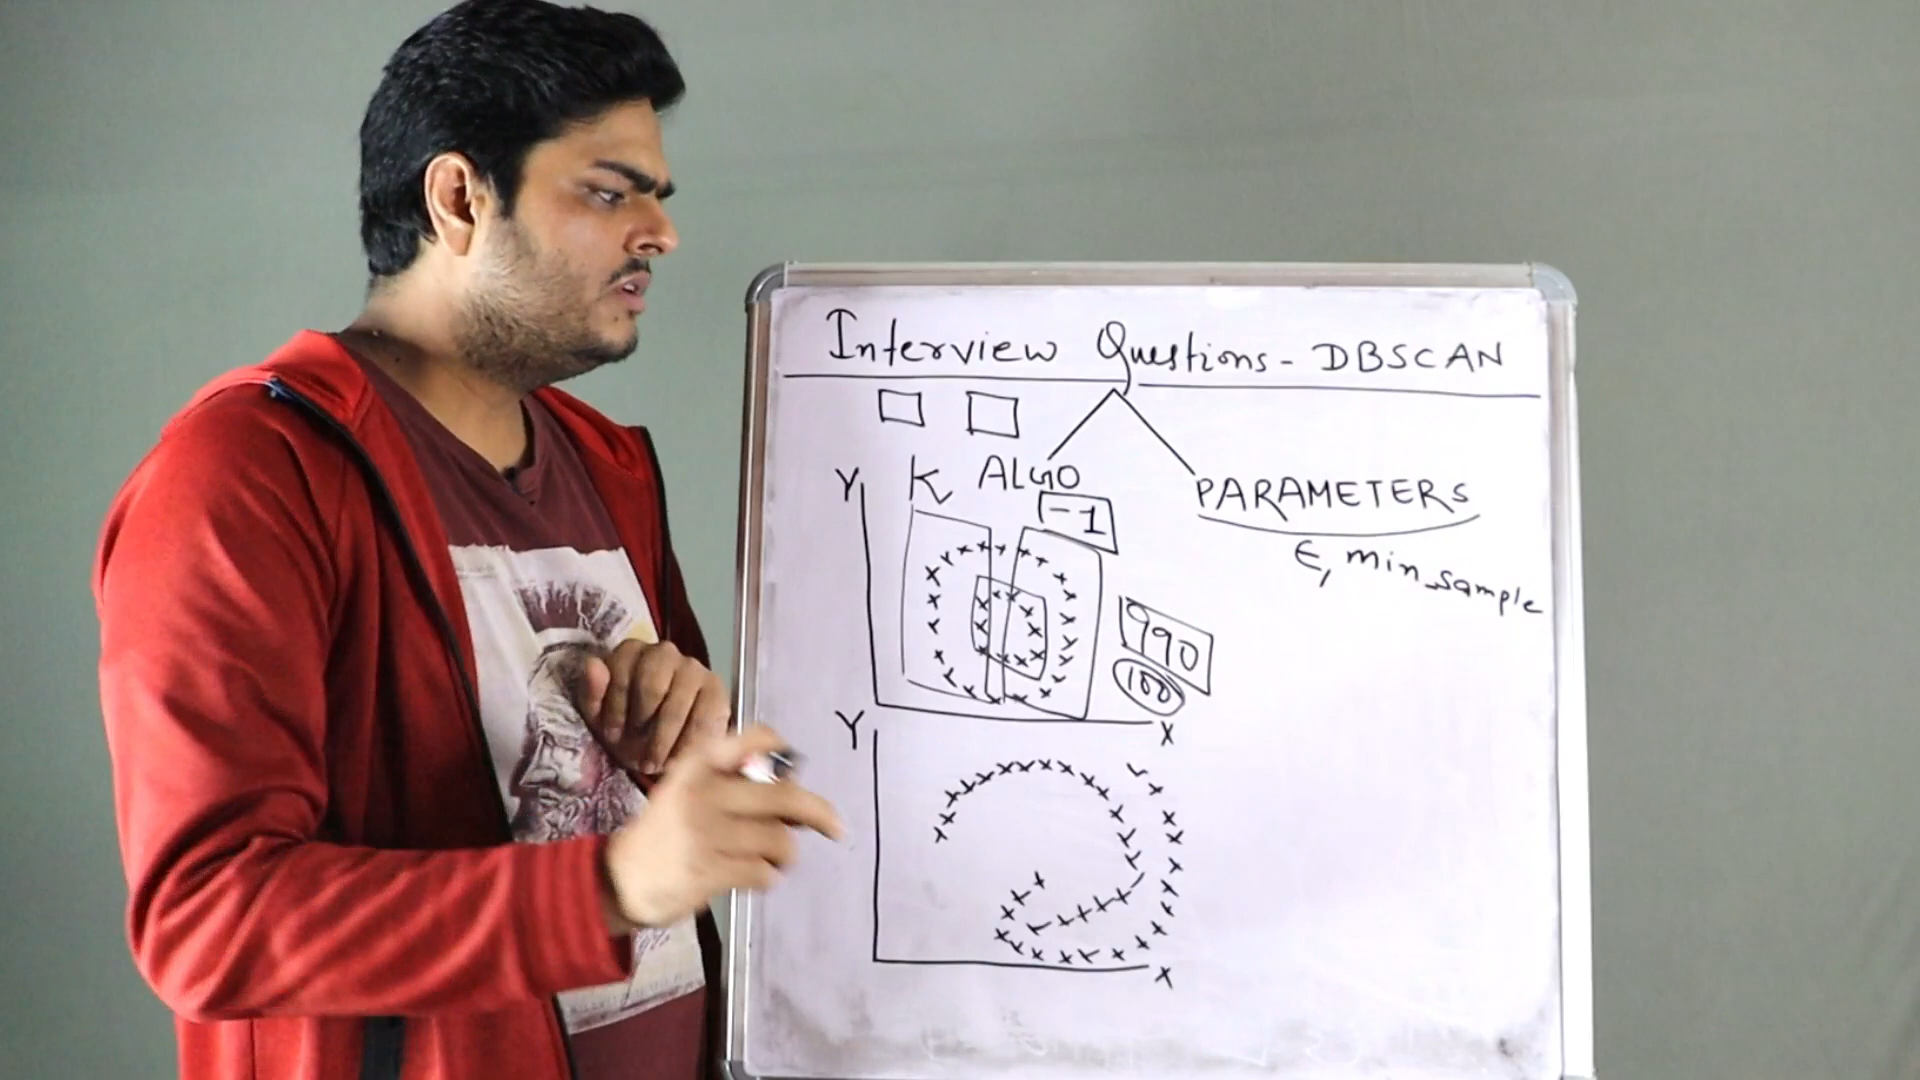 Interview Questions - DBSCAN
K ALGO
PARAMETERS
-1
ϵ, min_sample
Y
990
100
X
Y
X